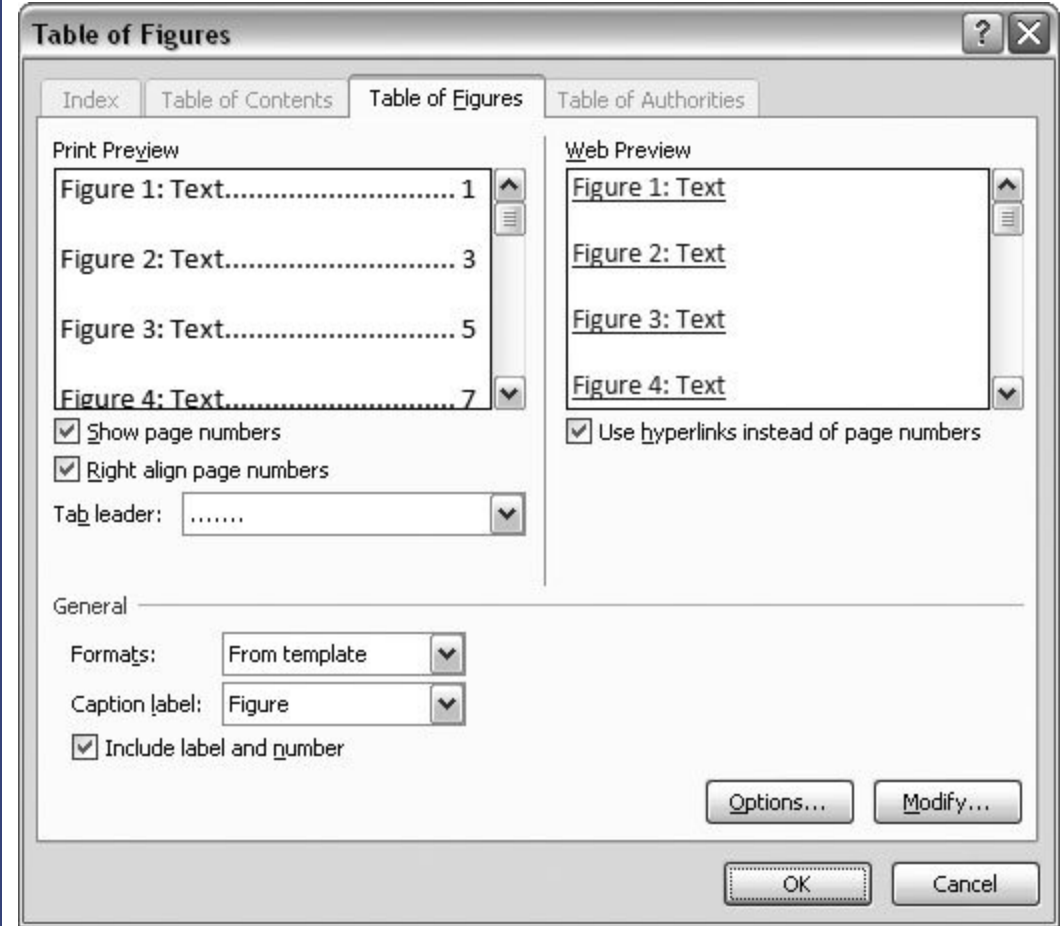 Table of Figures
Index Table of Contents Table of Figures Table of Authorities
Print Preview
Figure 1: Text............................. 1
Figure 2: Text............................. 3
Figure 3: Text............................. 5
Figure 4: Text............................. 7
Show page numbers
Right align page numbers
Tab leader: .......
Web Preview
Figure 1: Text
Figure 2: Text
Figure 3: Text
Figure 4: Text
Use hyperlinks instead of page numbers
General
Formats: From template
Caption label: Figure
Include label and number
Options... Modify...
OK Cancel